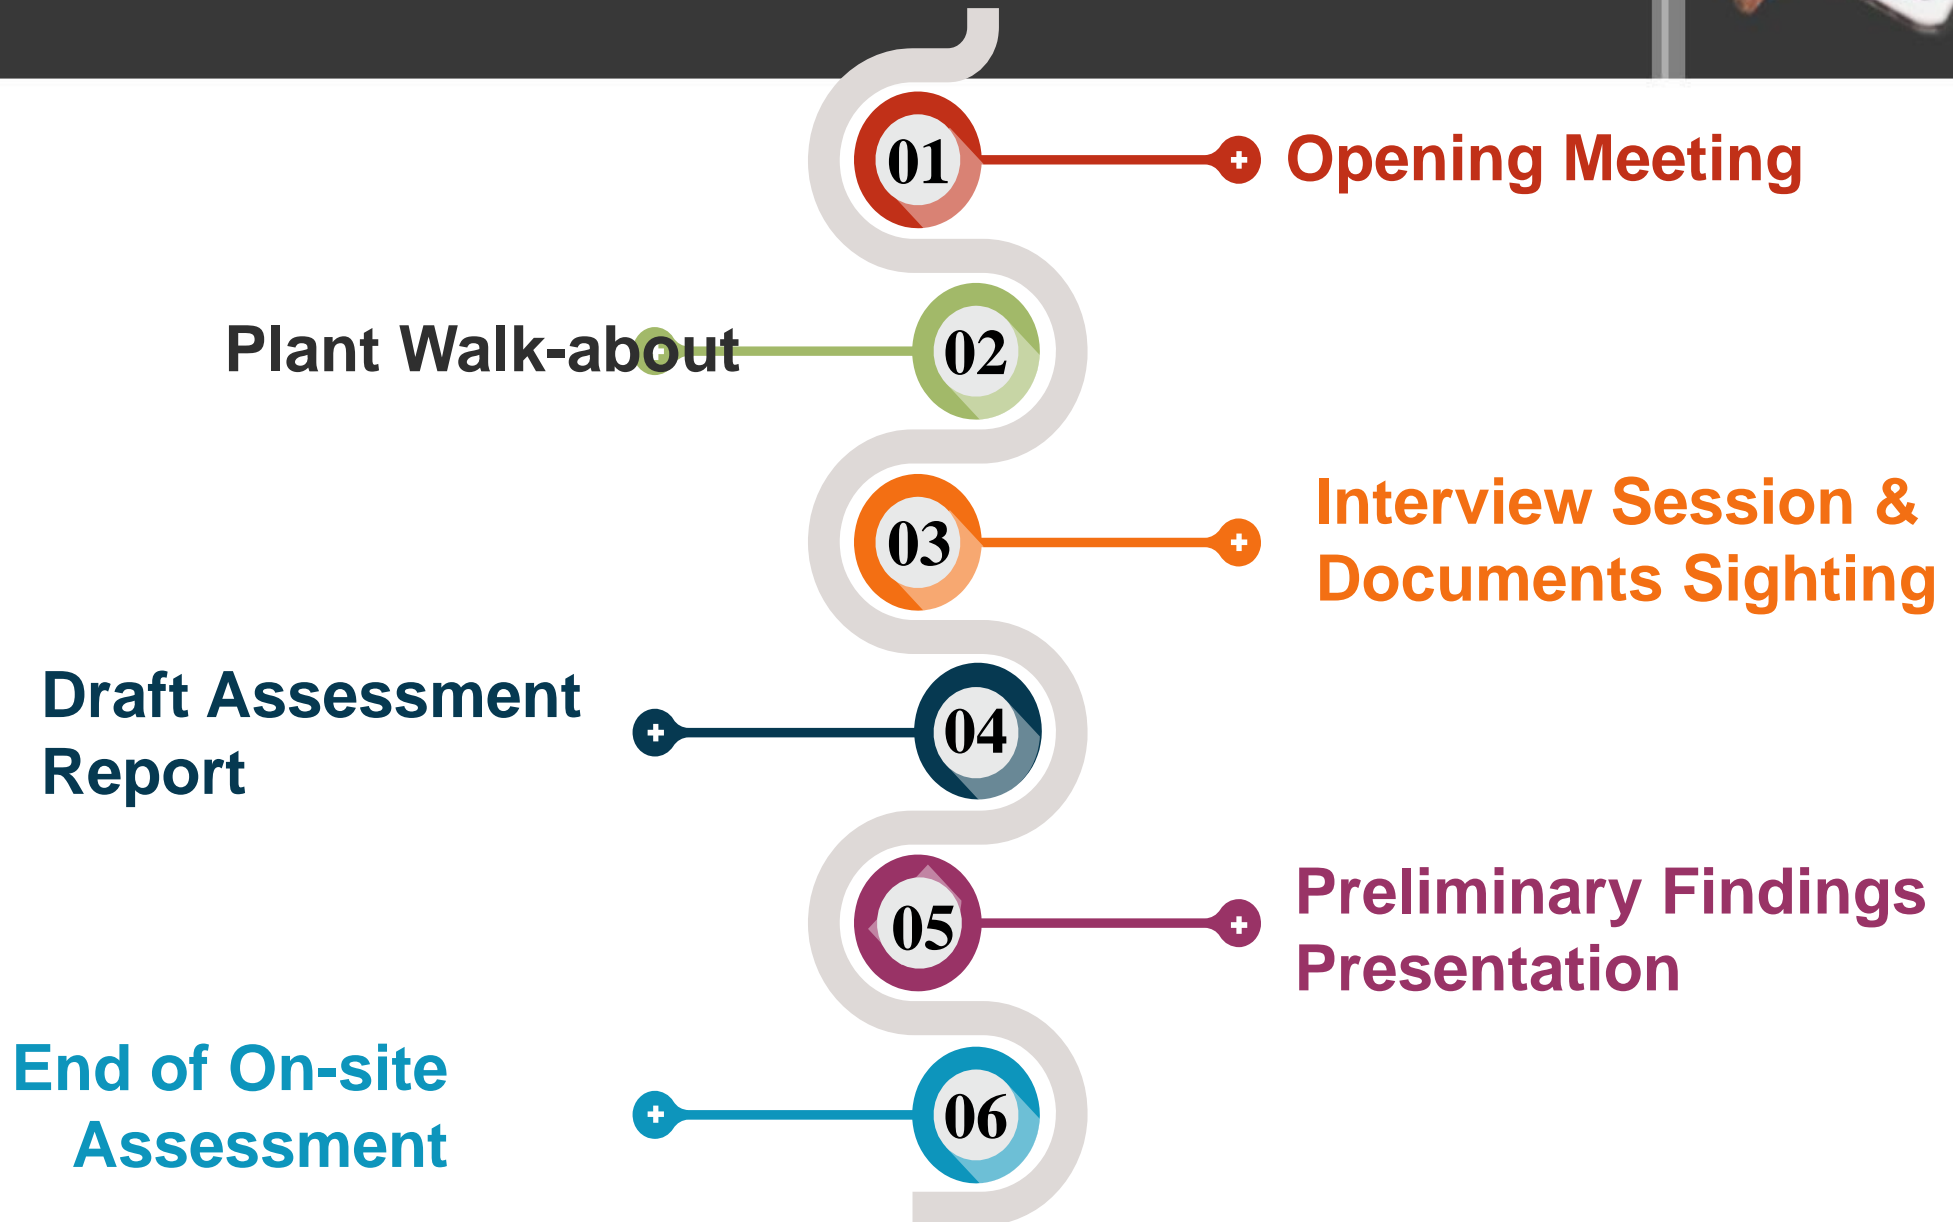 01
Opening Meeting
Plant Walk-about
02
03
Interview Session &
Documents Sighting
Draft Assessment
Report
04
05
Preliminary Findings
Presentation
End of On-site
Assessment
06